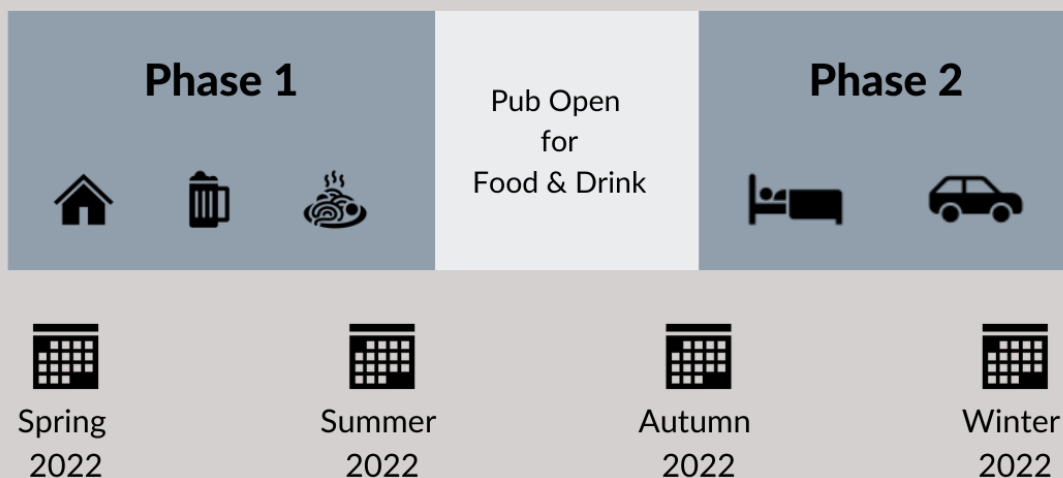 Phase 1
Pub Open
for
Food & Drink
Phase 2
Spring
2022
Summer
2022
Autumn
2022
Winter
2022